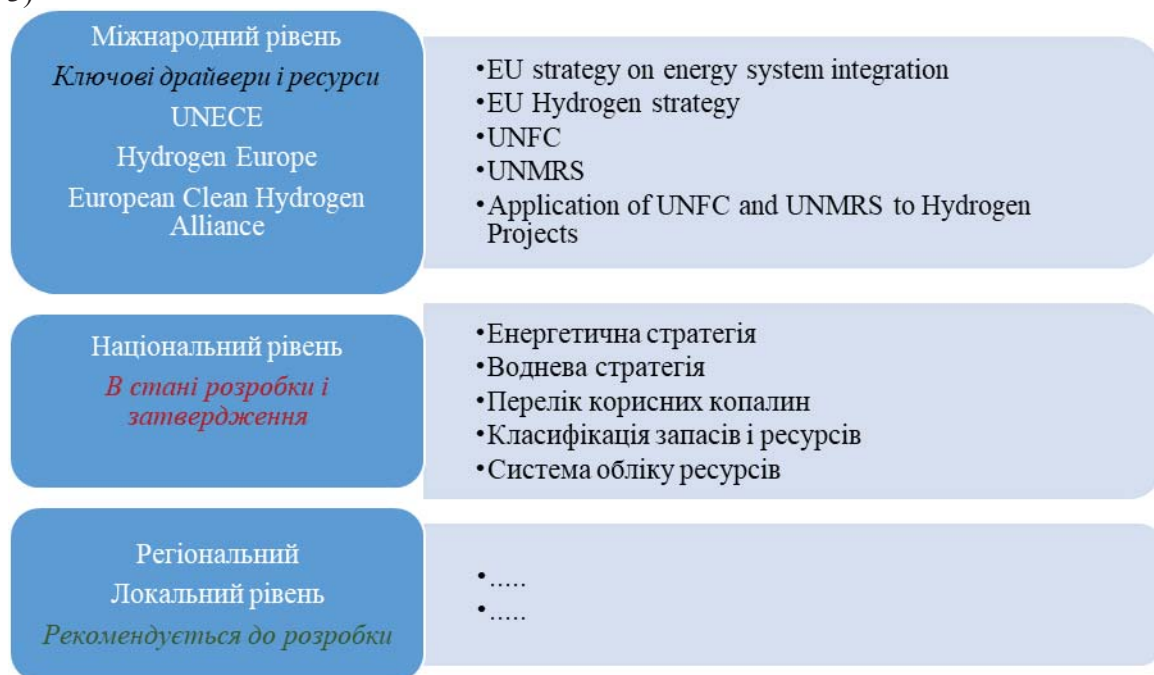 3)
Міжнародний рівень
Ключові драйвери і ресурси
UNECE
Hydrogen Europe
European Clean Hydrogen
Alliance
•EU strategy on energy system integration
•EU Hydrogen strategy
•UNFC
•UNMRS
•Application of UNFC and UNMRS to Hydrogen
Projects
Національний рівень
В стані розробки і
затвердження
•Енергетична стратегія
•Воднева стратегія
•Перелік корисних копалин
•Класифікація запасів і ресурсів
•Система обліку ресурсів
Регіональний
Локальний рівень
Рекомендується до розробки
•.....
•.....